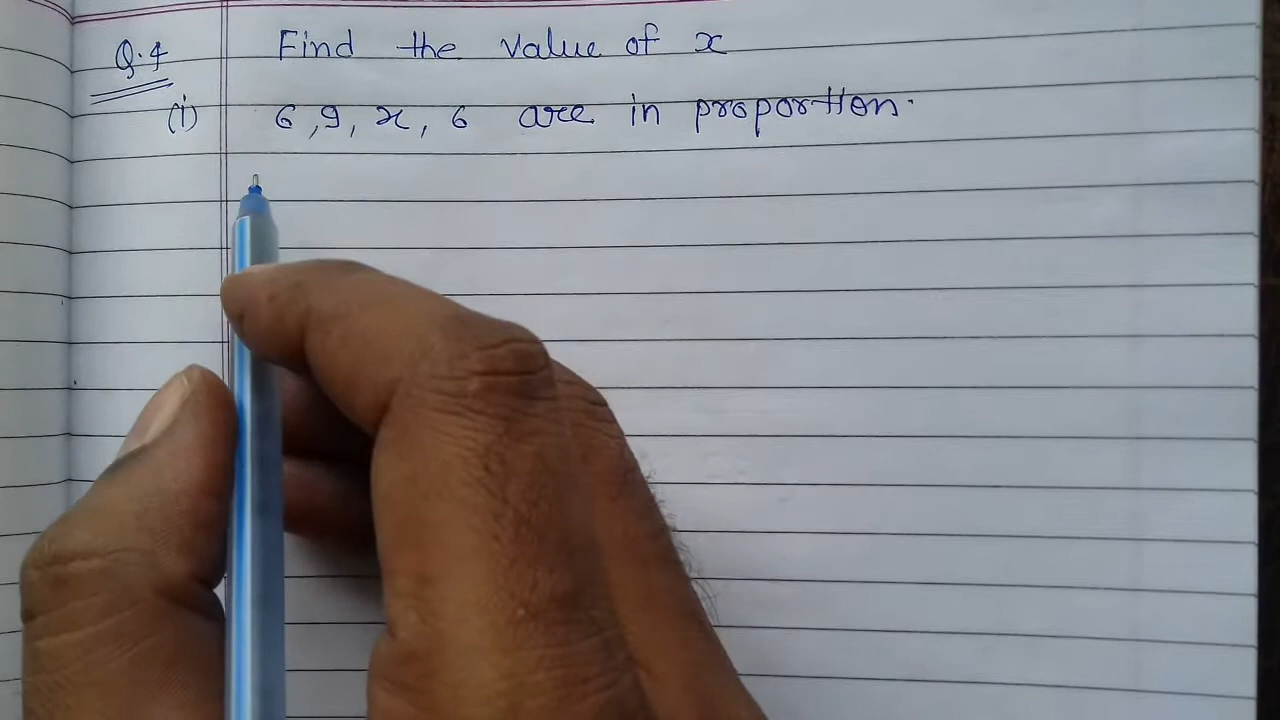 Q.4 Find the value of x
(i) 6, 9, x, 6 are in proportion.